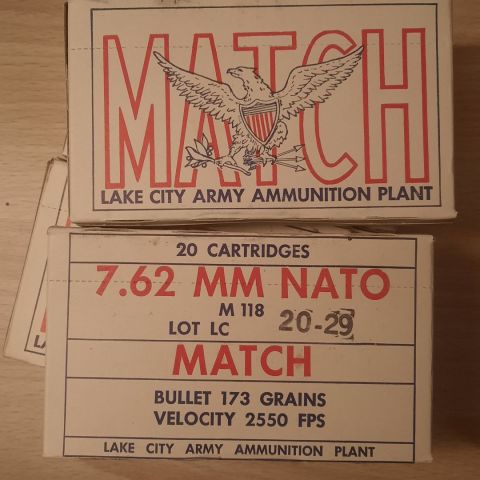 MATCH
LAKE CITY ARMY AMMUNITION PLANT
20 CARTRIDGES
7.62 MM NATO
M 118
LOT LC 20-29
MATCH
BULLET 173 GRAINS
VELOCITY 2550 FPS
LAKE CITY ARMY AMMUNITION PLANT